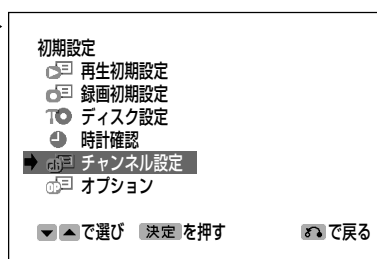 初期設定
再生初期設定
録画初期設定
ディスク設定
時計確認
チャンネル設定
オプション
▼▲で選び 決定を押す で戻る